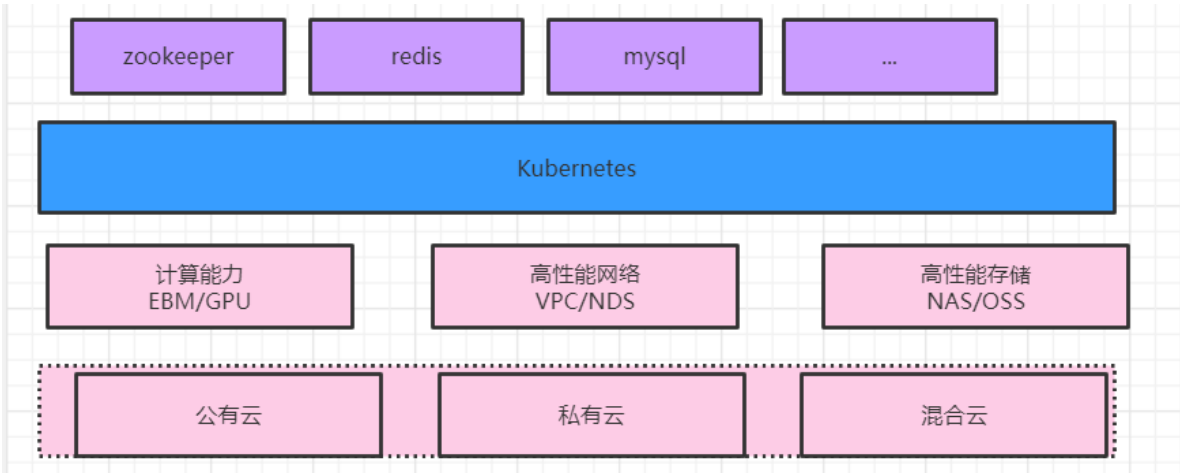 zookeeper
redis
mysql
...
Kubernetes
计算能力
EBM/GPU
高性能网络
VPC/NDS
高性能存储
NAS/OSS
公有云
私有云
混合云